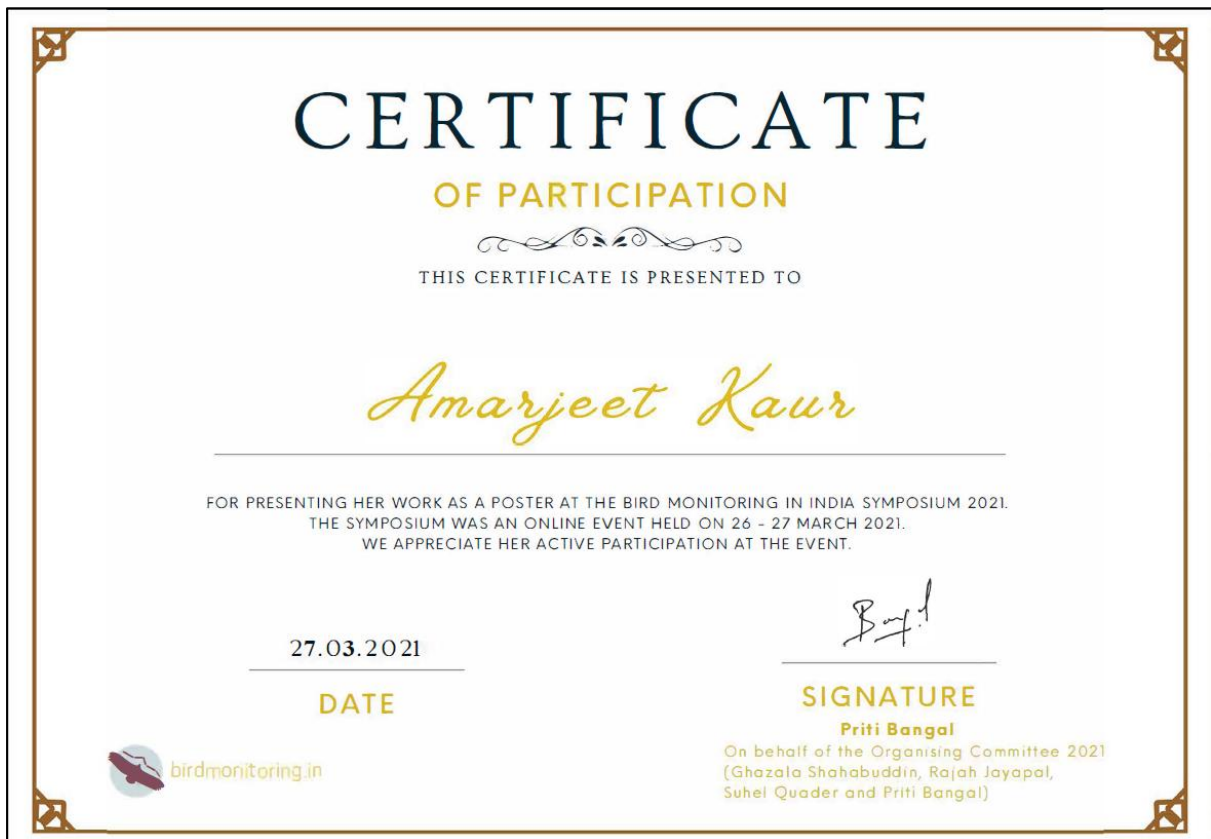 CERTIFICATE
OF PARTICIPATION
THIS CERTIFICATE IS PRESENTED TO
Amarjeet Kaur
FOR PRESENTING HER WORK AS A POSTER AT THE BIRD MONITORING IN INDIA SYMPOSIUM 2021.
THE SYMPOSIUM WAS AN ONLINE EVENT HELD ON 26 - 27 MARCH 2021.
WE APPRECIATE HER ACTIVE PARTICIPATION AT THE EVENT.
27.03.2021
DATE
Bangal
SIGNATURE
Priti Bangal
On behalf of the Organising Committee 2021
(Ghazala Shahabuddin, Rajah Jayapal,
Suhel Quader and Priti Bangal)
birdmonitoring.in